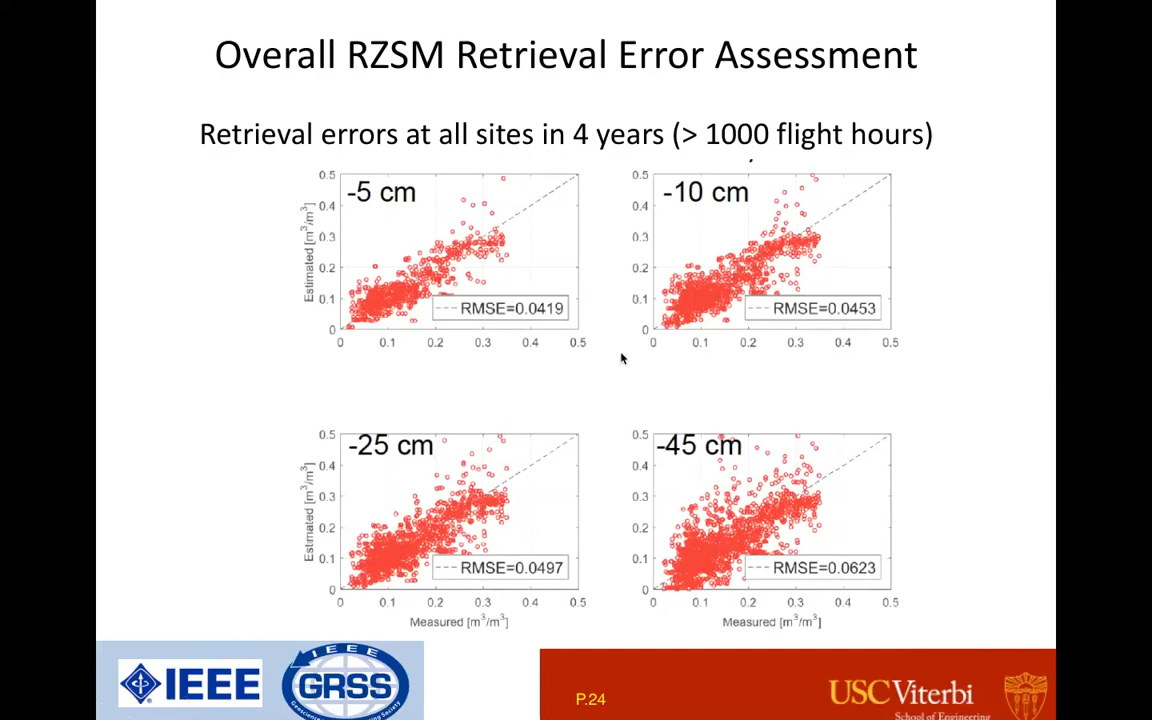 Overall RZSM Retrieval Error Assessment
Retrieval errors at all sites in 4 years (> 1000 flight hours)
-5 cm
Estimated [m³/m³]
0.5
0.4
0.3
0.2
0.1
0
RMSE=0.0419
0 0.1 0.2 0.3 0.4 0.5
-10 cm
0.5
0.4
0.3
0.2
0.1
0
RMSE=0.0453
0 0.1 0.2 0.3 0.4 0.5
-25 cm
Estimated [m³/m³]
0.5
0.4
0.3
0.2
0.1
0
RMSE=0.0497
0 0.1 0.2 0.3 0.4 0.5
Measured [m³/m³]
-45 cm
0.5
0.4
0.3
0.2
0.1
0
RMSE=0.0623
0 0.1 0.2 0.3 0.4 0.5
Measured [m³/m³]
IEEE
IEEE
GRSS
P.24
USC Viterbi
School of Engineering